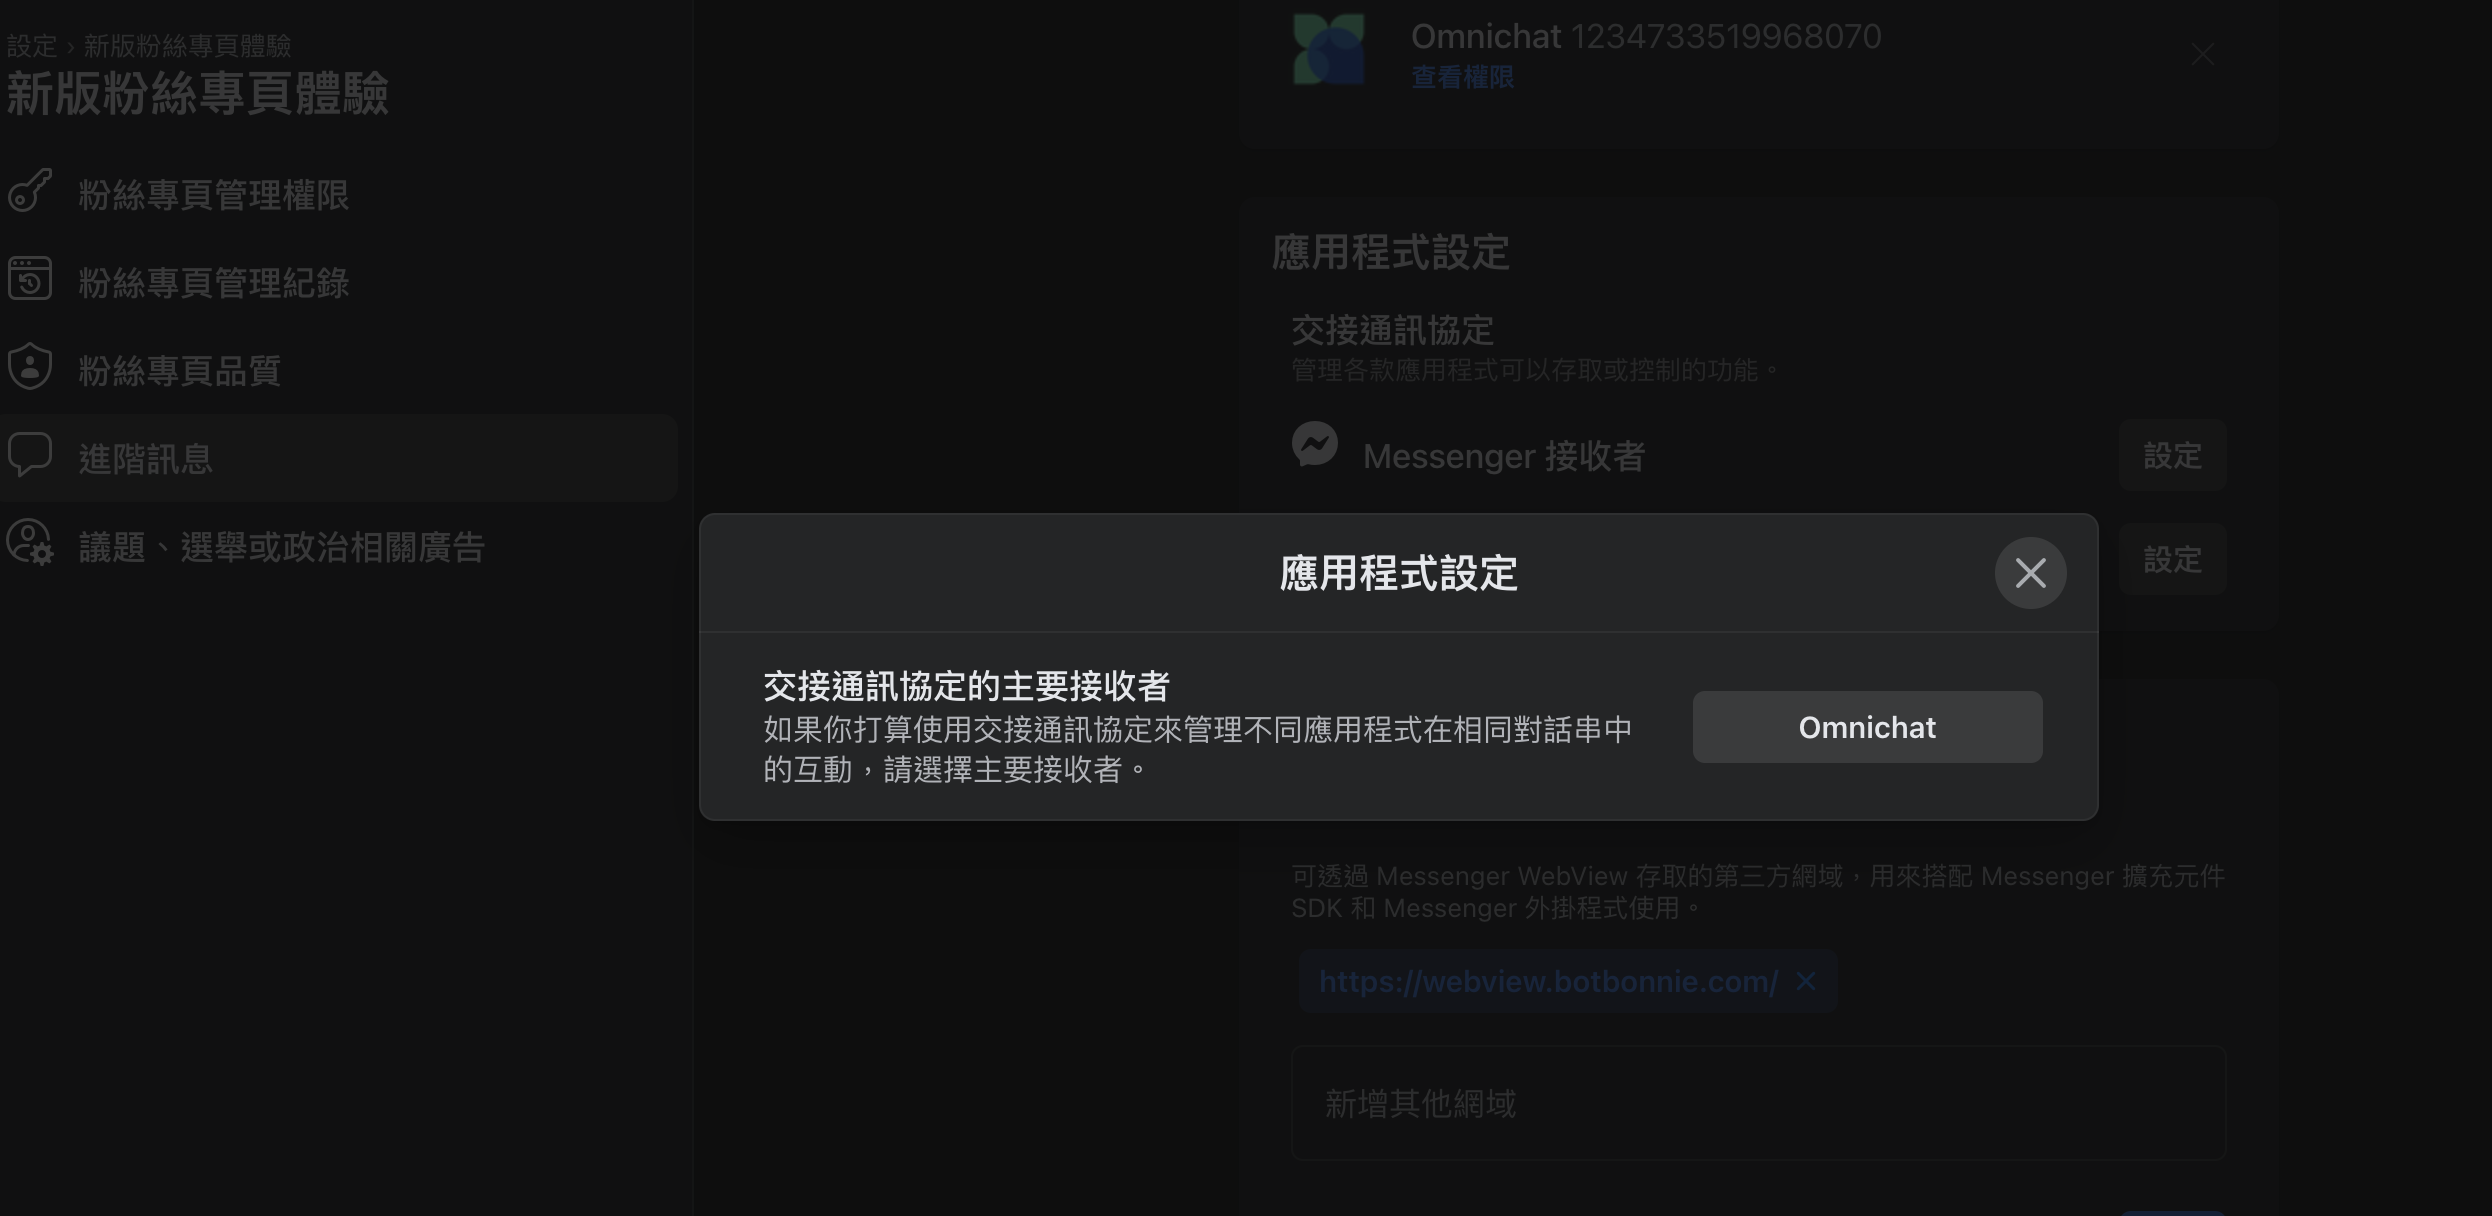 設定 › 新版粉絲專頁體驗
新版粉絲專頁體驗
粉絲專頁管理權限
粉絲專頁管理紀錄
粉絲專頁品質
進階訊息
議題、選舉或政治相關廣告
Omnichat 1234733519968070
查看權限
應用程式設定
交接通訊協定
管理各款應用程式可以存取或控制的功能。
Messenger 接收者
設定
設定
應用程式設定
交接通訊協定的主要接收者
如果你打算使用交接通訊協定來管理不同應用程式在相同對話串中
的互動，請選擇主要接收者。
Omnichat
可透過 Messenger WebView 存取的第三方網域，用來搭配 Messenger 擴充元件
SDK 和 Messenger 外掛程式使用。
https://webview.botbonnie.com/
新增其他網域